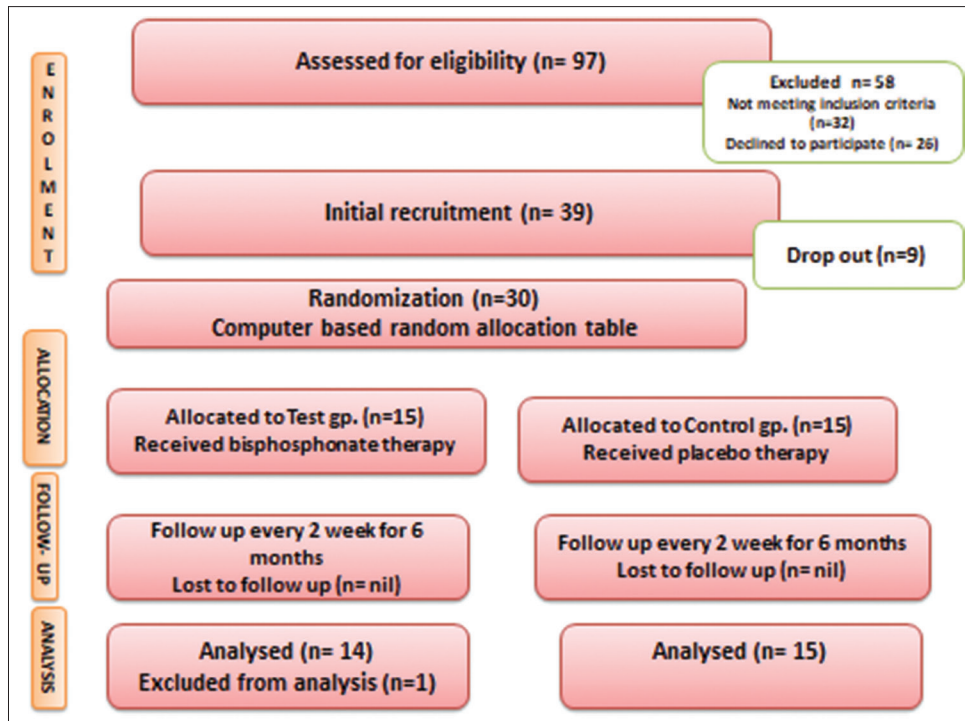 ENROLMENT
Assessed for eligibility (n= 97)
Excluded n= 58
Not meeting inclusion criteria
(n=32)
Declined to participate (n= 26)
Initial recruitment (n= 39)
Drop out (n=9)
Randomization (n=30)
Computer based random allocation table
ALLOCATION
Allocated to Test gp. (n=15)
Received bisphosphonate therapy
Allocated to Control gp. (n=15)
Received placebo therapy
FOLLOW- UP
Follow up every 2 week for 6
months
Lost to follow up (n= nil)
Follow up every 2 week for 6 months
Lost to follow up (n= nil)
ANALYSIS
Analysed (n= 14)
Excluded from analysis (n=1)
Analysed (n= 15)